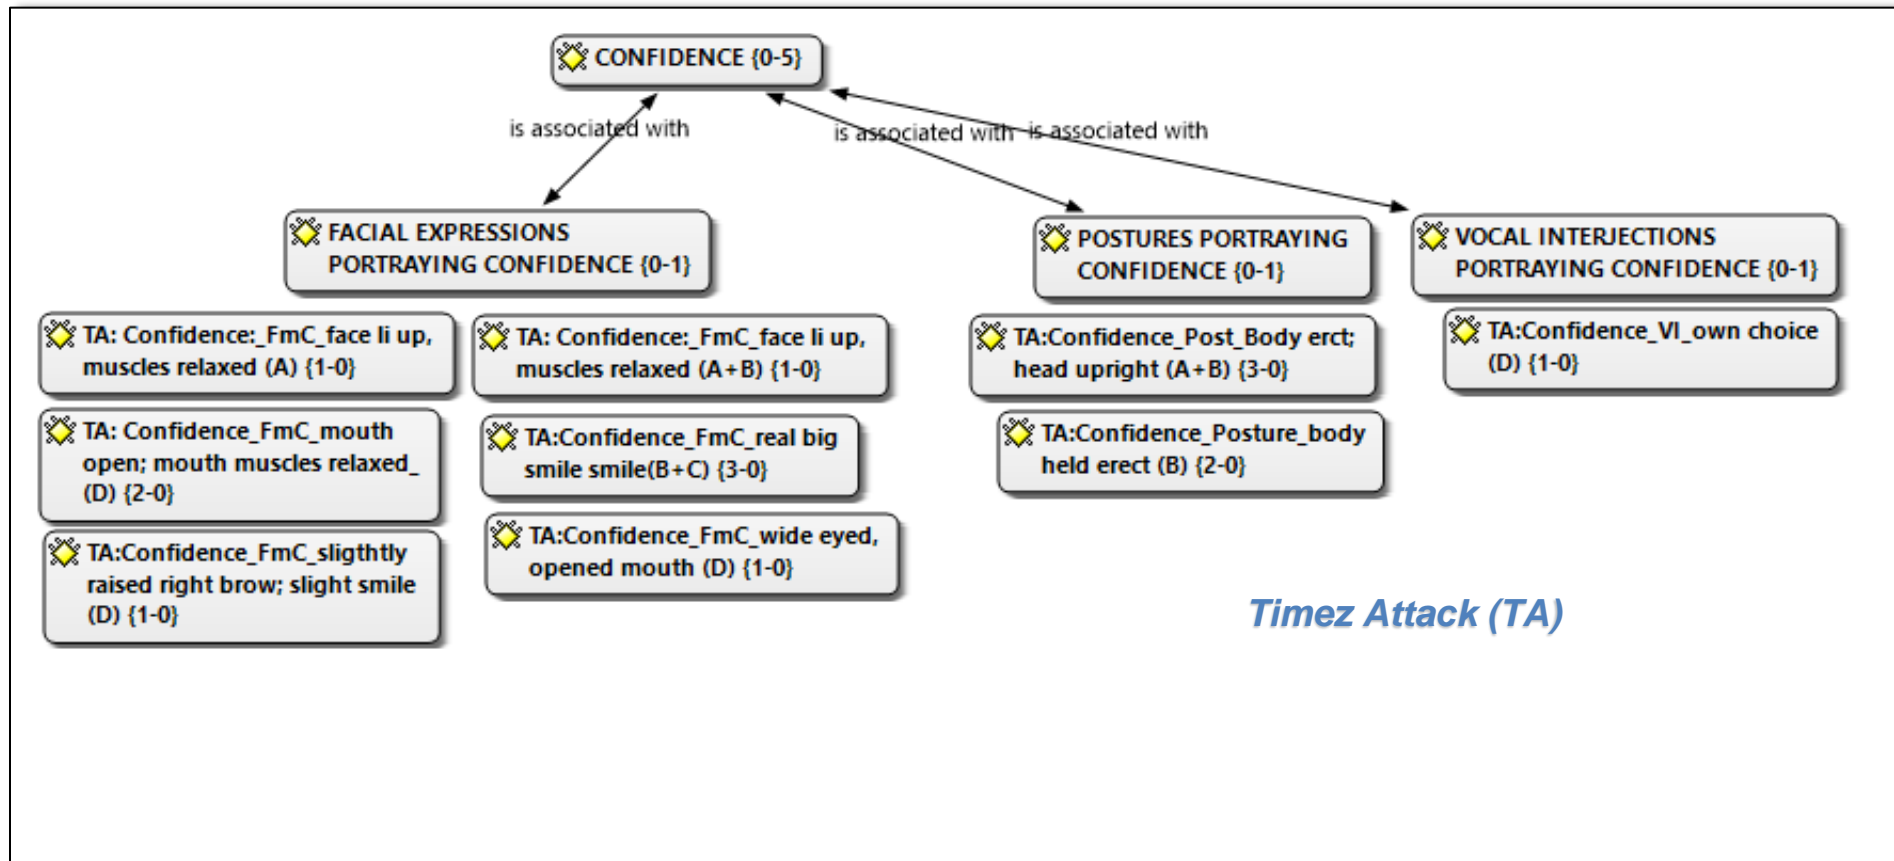 CONFIDENCE {0-5}
is associated with
is associated with
is associated with
FACIAL EXPRESSIONS
PORTRAYING CONFIDENCE {0-1}
POSTURES PORTRAYING
CONFIDENCE {0-1}
VOCAL INTERJECTIONS
PORTRAYING CONFIDENCE {0-1}
TA: Confidence:_FmC_face li up,
muscles relaxed (A) {1-0}
TA: Confidence:_FmC_face li up,
muscles relaxed (A+B) {1-0}
TA:Confidence_Post_Body erct;
head upright (A+B) {3-0}
TA:Confidence_VI_own choice
(D) {1-0}
TA: Confidence_FmC_mouth
open; mouth muscles relaxed_
(D) {2-0}
TA:Confidence_FmC_real big
smile smile(B+C) {3-0}
TA:Confidence_Posture_body
held erect (B) {2-0}
TA:Confidence_FmC_sligthtly
raised right brow; slight smile
(D) {1-0}
TA:Confidence_FmC_wide eyed,
opened mouth (D) {1-0}
Timez Attack (TA)